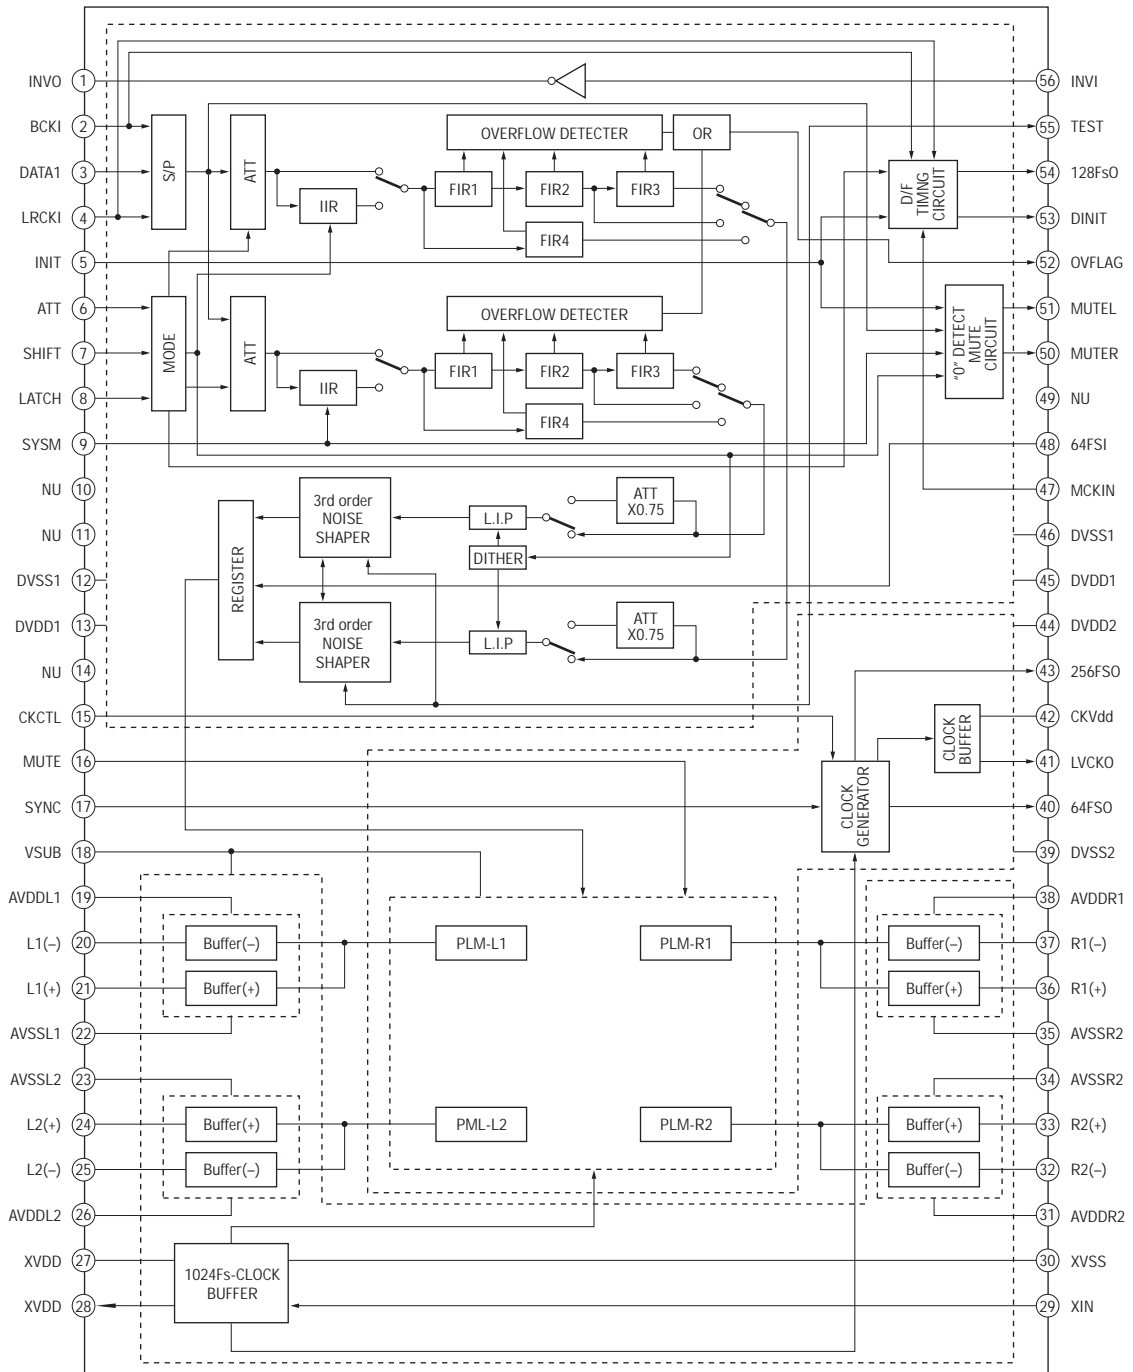 INVO 1
BCKI 2
DATA1 3
LRCKI 4
INIT 5
ATT 6
SHIFT 7
LATCH 8
SYSM 9
NU 10
NU 11
DVSS1 12
DVDD1 13
NU 14
CKCTL 15
MUTE 16
SYNC 17
VSUB 18
AVDDL1 19
L1(–) 20
L1(+) 21
AVSSL1 22
AVSSL2 23
L2(+) 24
L2(–) 25
AVDDL2 26
XVDD 27
XVDD 28
56 INVI
55 TEST
54 128FsO
53 DINIT
52 OVFLAG
51 MUTEL
50 MUTER
49 NU
48 64FSI
47 MCKIN
46 DVSS1
45 DVDD1
44 DVDD2
43 256FSO
42 CKVdd
41 LVCKO
40 64FSO
39 DVSS2
38 AVDDR1
37 R1(–)
36 R1(+)
35 AVSSR2
34 AVSSR2
33 R2(+)
32 R2(–)
31 AVDDR2
30 XVSS
29 XIN
S/P
ATT
IIR
OVERFLOW DETECTER
OR
FIR1
FIR2
FIR3
FIR4
D/F
TIMNG
CIRCUIT
MODE
ATT
IIR
OVERFLOW DETECTER
FIR1
FIR2
FIR3
FIR4
"0" DETECT
MUTE
CIRCUIT
REGISTER
3rd order
NOISE
SHAPER
L.I.P
ATT
X0.75
DITHER
3rd order
NOISE
SHAPER
L.I.P
ATT
X0.75
CLOCK
GENERATOR
CLOCK
BUFFER
Buffer(–)
Buffer(+)
PLM-L1
PLM-R1
Buffer(–)
Buffer(+)
Buffer(+)
Buffer(–)
PML-L2
PLM-R2
Buffer(+)
Buffer(–)
1024Fs-CLOCK
BUFFER